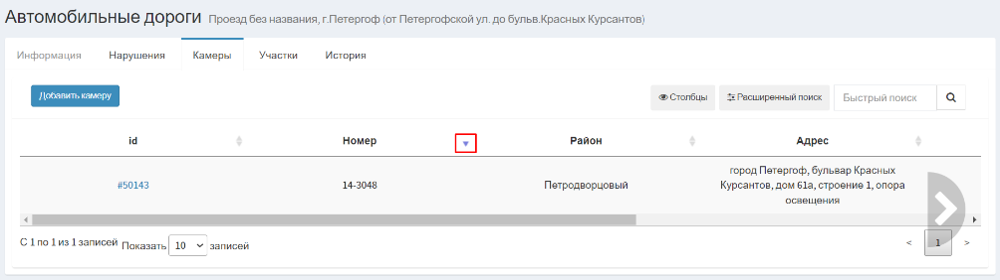 Автомобильные дороги Проезд без названия, г.Петергоф (от Петергофской ул. до бульв.Красных Курсантов)
Информация Нарушения Камеры Участки История
Добавить камеру Столбцы Расширенный поиск Быстрый поиск
id Номер Район Адрес
#50143 14-3048 Петродворцовый город Петергоф, бульвар Красных
Курсантов, дом 61а, строение 1, опора
освещения
С 1 по 1 из 1 записей Показать 10 записей < 1 >